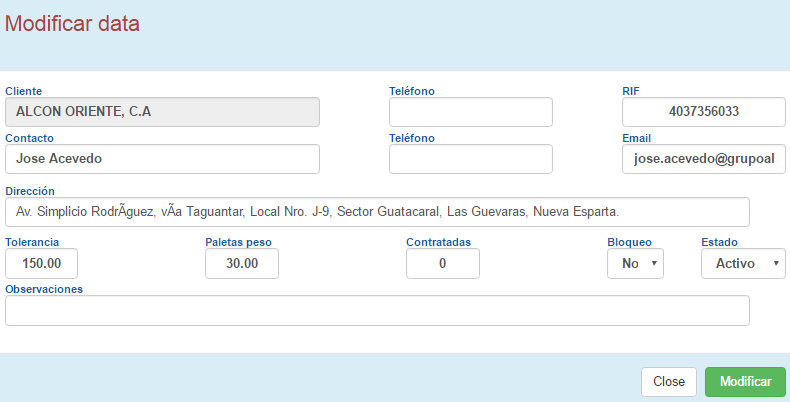 Modificar data
Cliente Teléfono RIF
ALCON ORIENTE, C.A 4037356033
Contacto Teléfono Email
Jose Acevedo jose.acevedo@grupoal
Dirección
Av. Simplicio RodrÃguez, vÃa Taguantar, Local Nro. J-9, Sector Guatacaral, Las Guevaras, Nueva Esparta.
Tolerancia Paletas peso Contratadas Bloqueo Estado
150.00 30.00 0 No Activo
Observaciones
Close Modificar